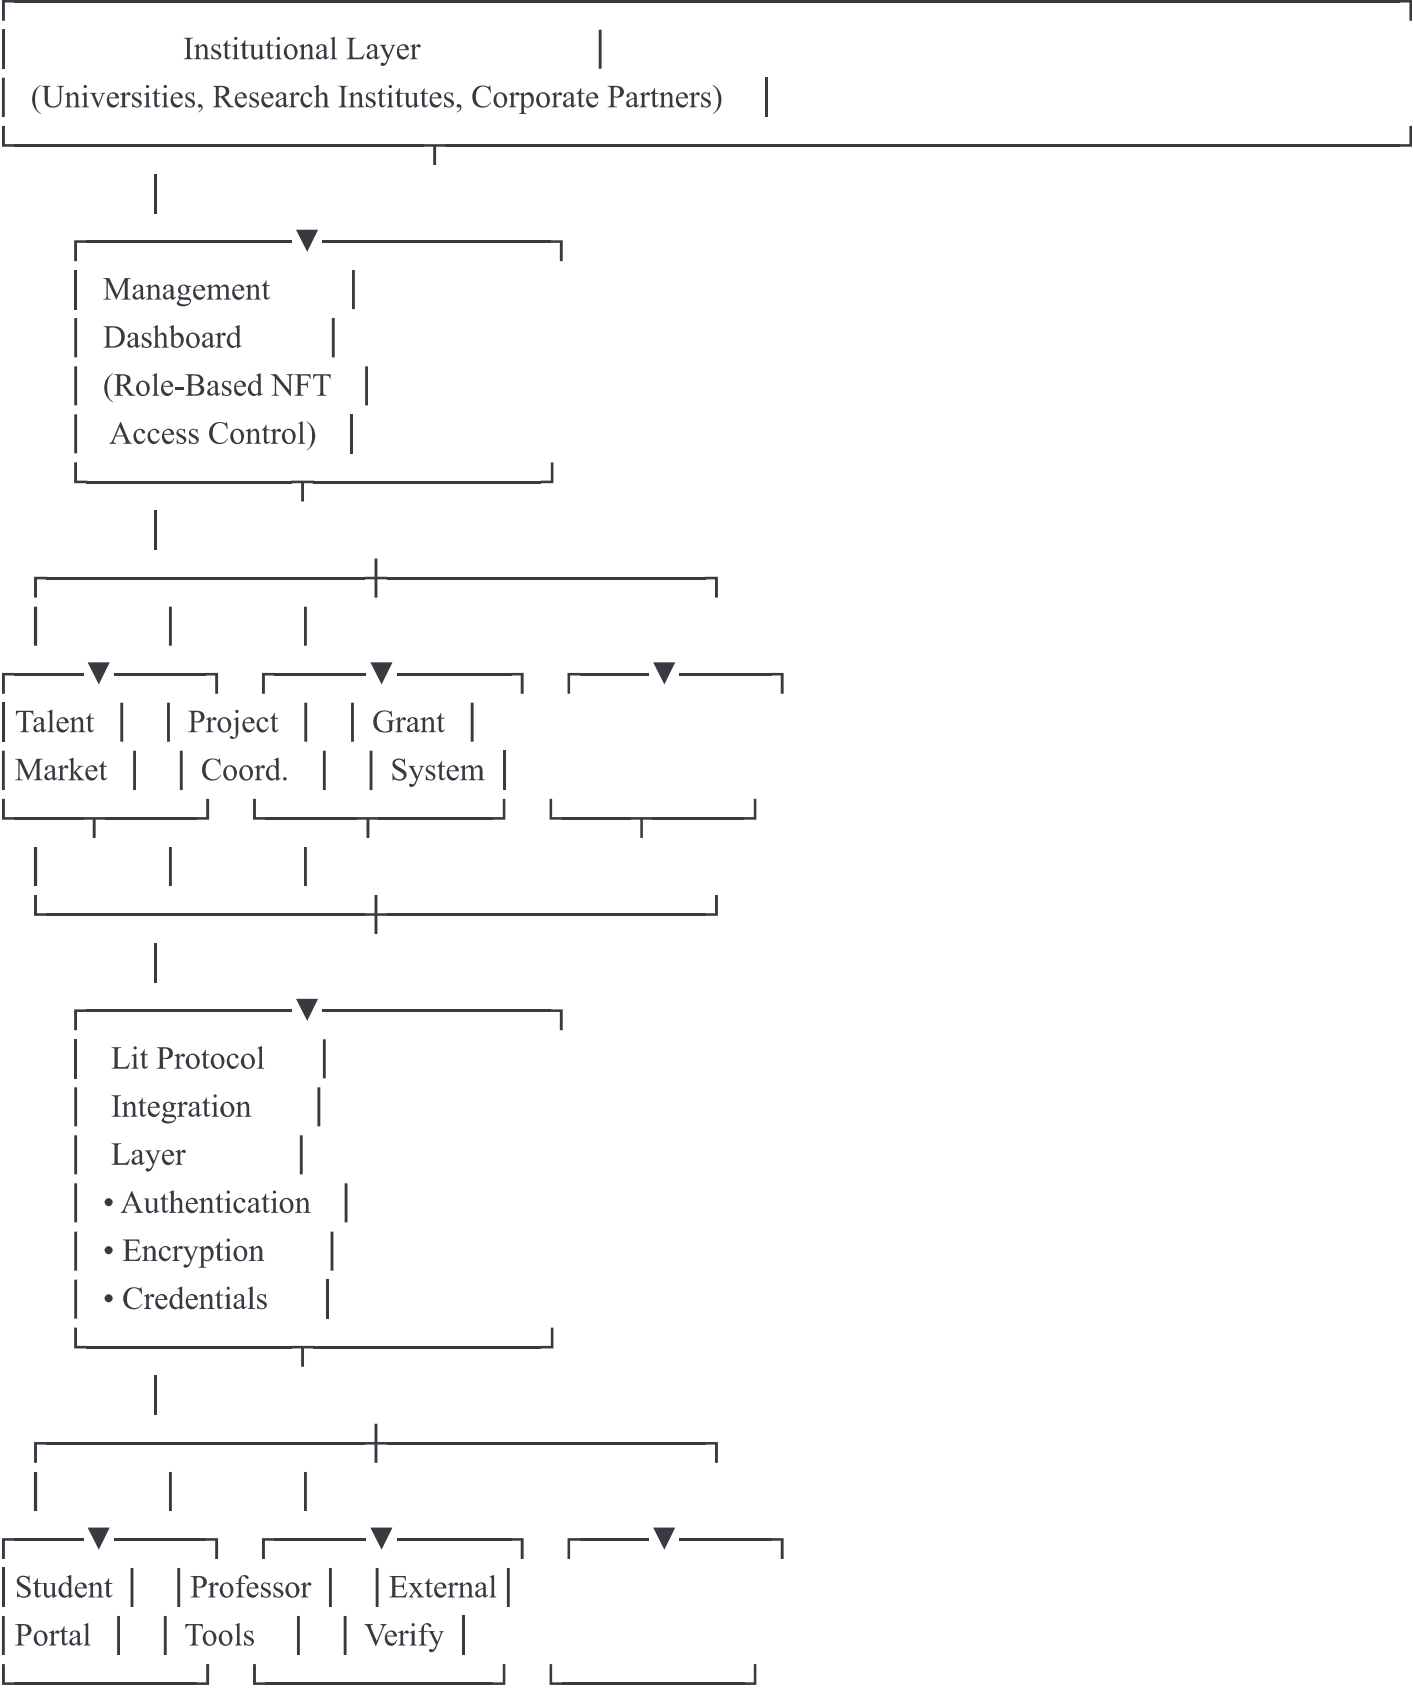 Institutional Layer
(Universities, Research Institutes, Corporate Partners)
Management
Dashboard
(Role-Based NFT
Access Control)
Talent Project Grant
Market Coord. System
Lit Protocol
Integration
Layer
• Authentication
• Encryption
• Credentials
Student Professor External
Portal Tools Verify